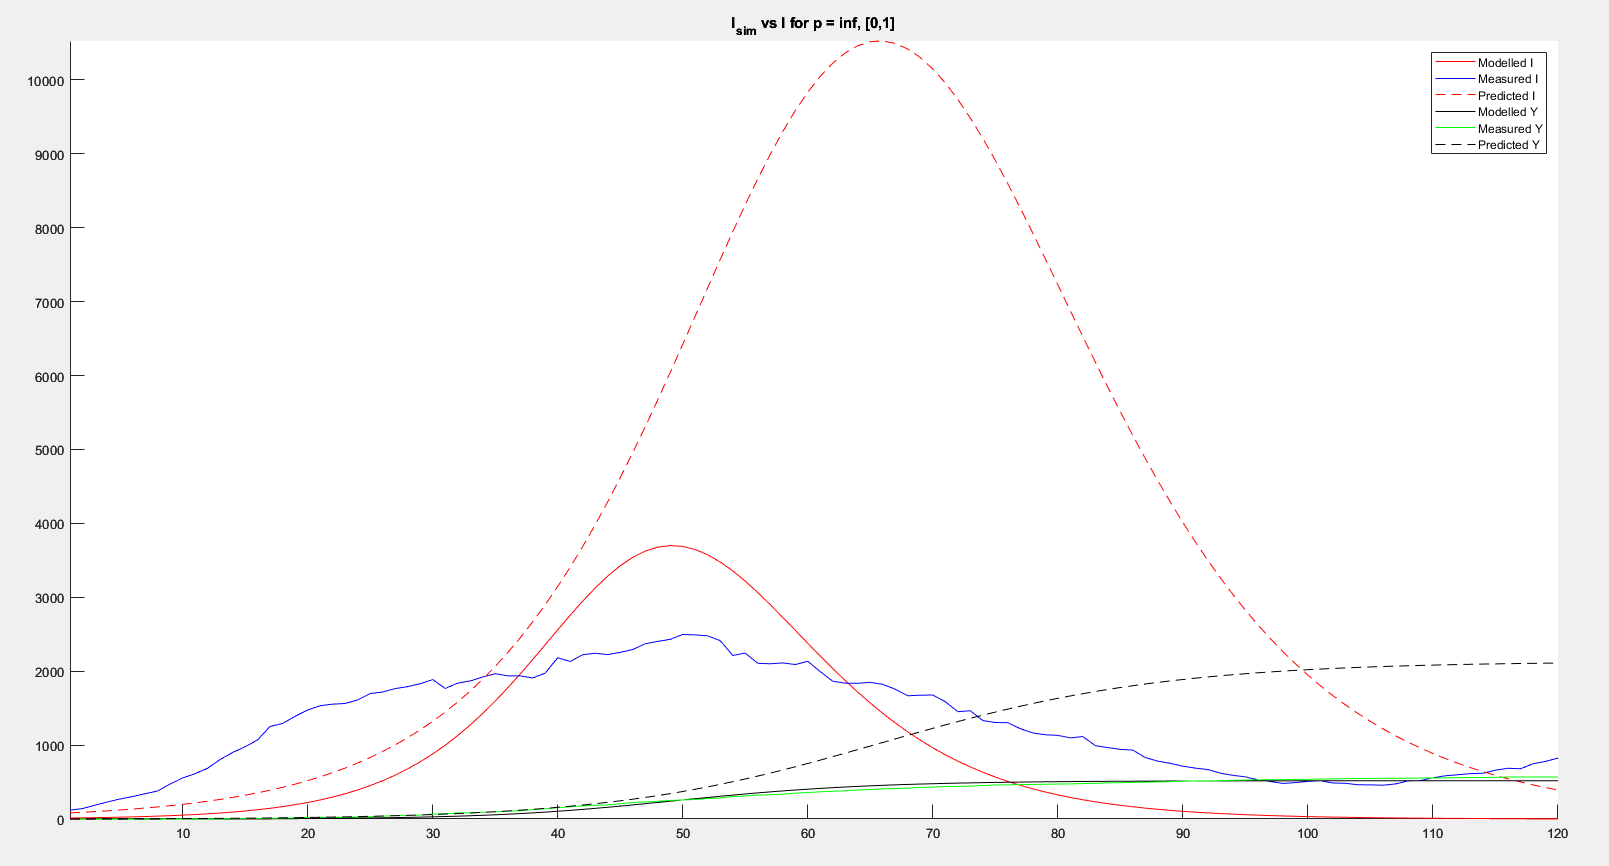 I_sim vs I for p = inf, [0,1]
Modelled I
Measured I
Predicted I
Modelled Y
Measured Y
Predicted Y
10000
9000
8000
7000
6000
5000
4000
3000
2000
1000
0
10 20 30 40 50 60 70 80 90 100 110 120